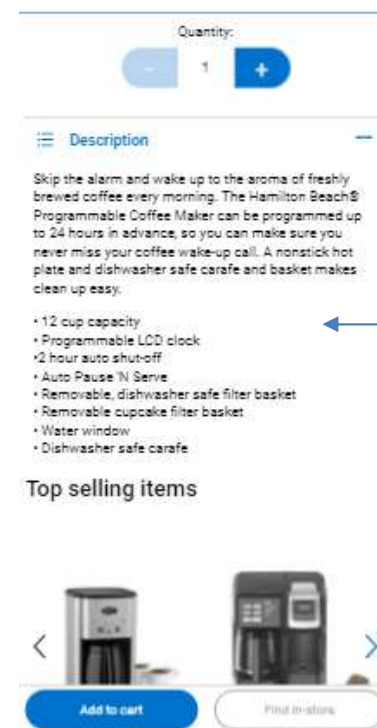 Quantity:
- 1 +
Description
Skip the alarm and wake up to the aroma of freshly
brewed coffee every morning. The Hamilton Beach®
Programmable Coffee Maker can be programmed up
to 24 hours in advance, so you can make sure you
never miss your coffee wake-up call. A nonstick hot
plate and dishwasher safe carafe and basket makes
clean up easy.
• 12 cup capacity
• Programmable LCD clock
•2 hour auto shut-off
• Auto Pause 'N Serve
• Removable, dishwasher safe filter basket
• Removable cupcake filter basket
• Water window
• Dishwasher safe carafe
Top selling items
Add to cart
Find in-store